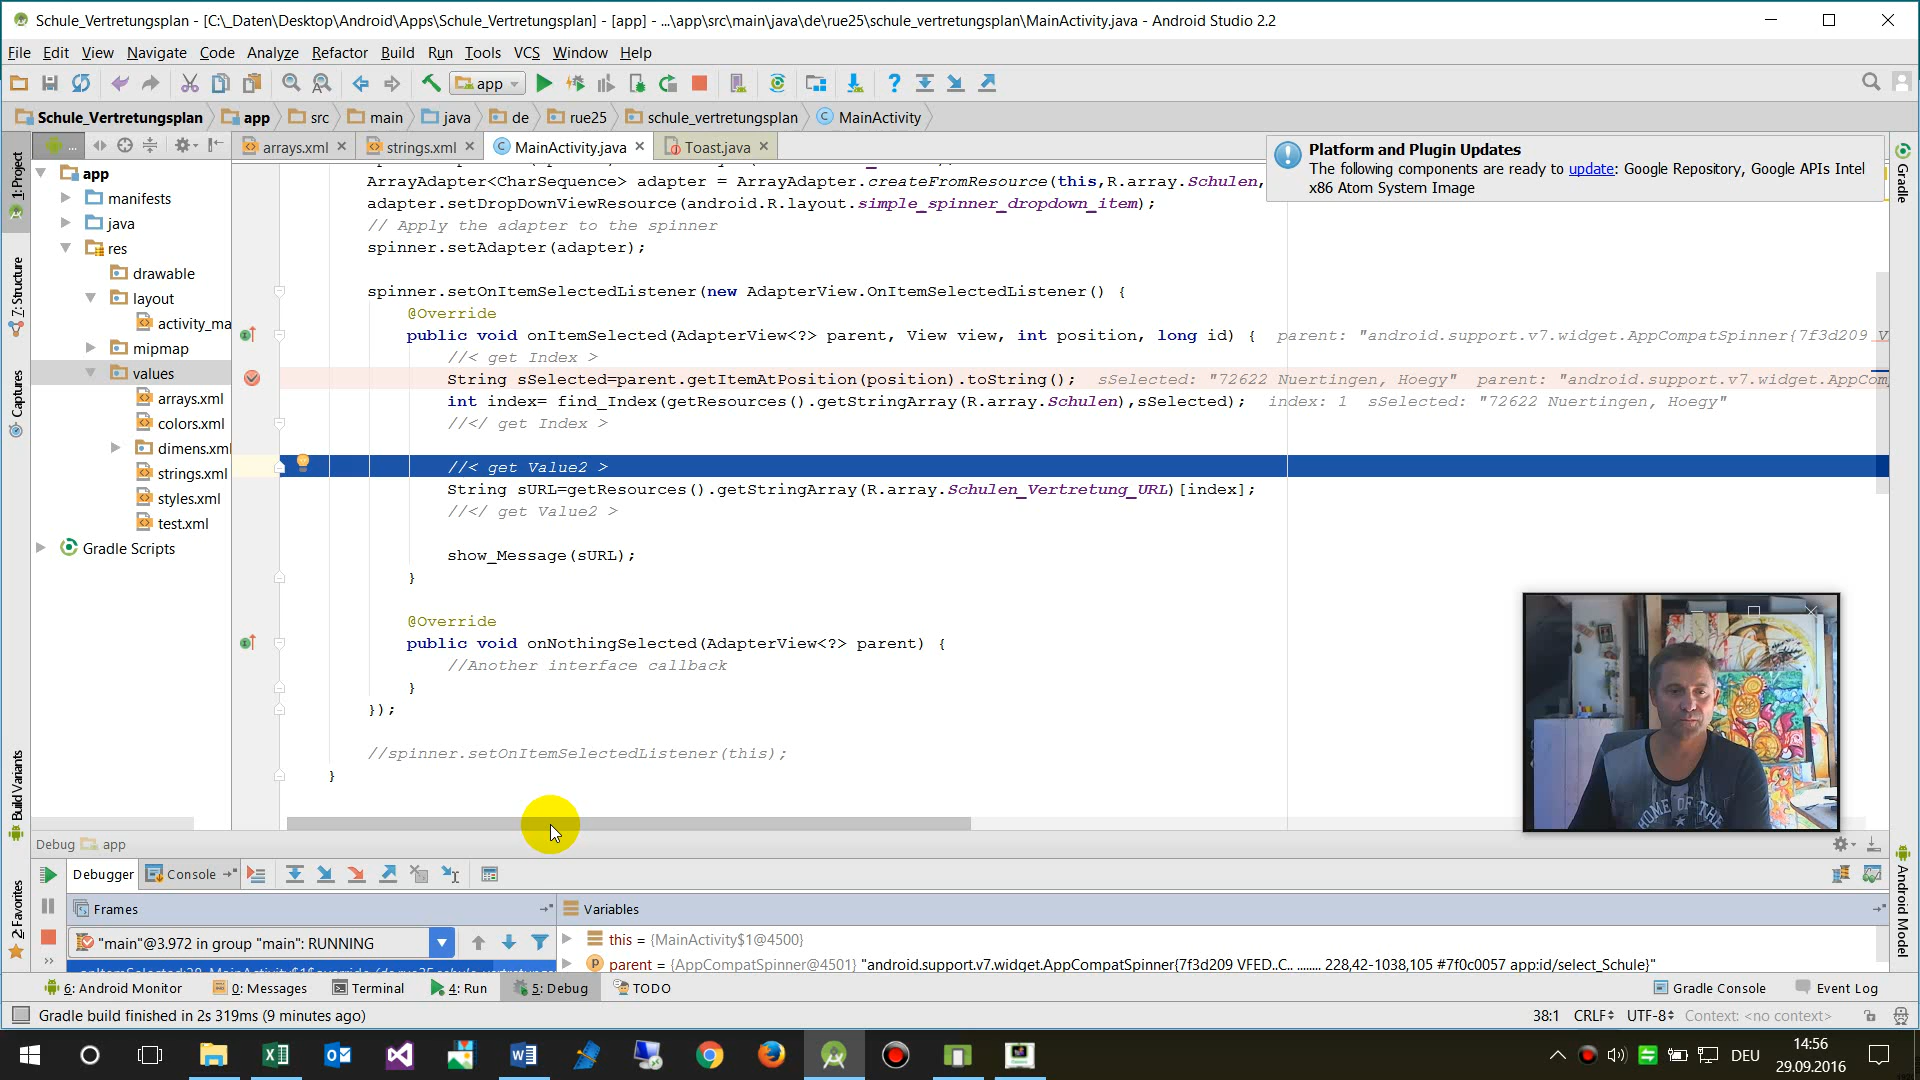 Schule_Vertretungsplan - [C:\_Daten\Desktop\Android\Apps\Schule_Vertretungsplan] - [app] - ...\app\src\main\java\de\rue25\schule_vertretungsplan\MainActivity.java - Android Studio 2.2
File Edit View Navigate Code Analyze Refactor Build Run Tools VCS Window Help
app
Schule_Vertretungsplan app src main java de rue25 schule_vertretungsplan MainActivity
... arrays.xml strings.xml MainActivity.java Toast.java
Platform and Plugin Updates
The following components are ready to update: Google Repository, Google APIs Intel
x86 Atom System Image
1: Project
7: Structure
Captures
Build Variants
2: Favorites
Gradle
Android Model
app
manifests
java
res
drawable
layout
activity_ma
mipmap
values
arrays.xml
colors.xml
dimens.xml
strings.xml
styles.xml
test.xml
Gradle Scripts
ArrayAdapter<CharSequence> adapter = ArrayAdapter.createFromResource(this,R.array.Schulen,
adapter.setDropDownViewResource(android.R.layout.simple_spinner_dropdown_item);
// Apply the adapter to the spinner
spinner.setAdapter(adapter);
spinner.setOnItemSelectedListener(new AdapterView.OnItemSelectedListener() {
@Override
public void onItemSelected(AdapterView<?> parent, View view, int position, long id) { parent: "android.support.v7.widget.AppCompatSpinner{7f3d209 V
//< get Index >
String sSelected=parent.getItemAtPosition(position).toString(); sSelected: "72622 Nuertingen, Hoegy" parent: "android.support.v7.widget.AppCom
int index= find_Index(getResources().getStringArray(R.array.Schulen),sSelected); index: 1 sSelected: "72622 Nuertingen, Hoegy"
//</ get Index >
//< get Value2 >
String sURL=getResources().getStringArray(R.array.Schulen_Vertretung_URL)[index];
//</ get Value2 >
show_Message(sURL);
}
@Override
public void onNothingSelected(AdapterView<?> parent) {
//Another interface callback
}
});
//spinner.setOnItemSelectedListener(this);
}
HOME OF THE
Debug app
Debugger Console
Frames
Variables
"main"@3.972 in group "main": RUNNING
this = {MainActivity$1@4500}
parent = {AppCompatSpinner@4501} "android.support.v7.widget.AppCompatSpinner{7f3d209 VFED..C.. ........ 228,42-1038,105 #7f0c0057 app:id/select_Schule}"
6: Android Monitor 0: Messages Terminal 4: Run 5: Debug TODO Gradle Console Event Log
Gradle build finished in 2s 319ms (9 minutes ago)
38:1 CRLF UTF-8 Context: <no context>
DEU
14:56
29.09.2016